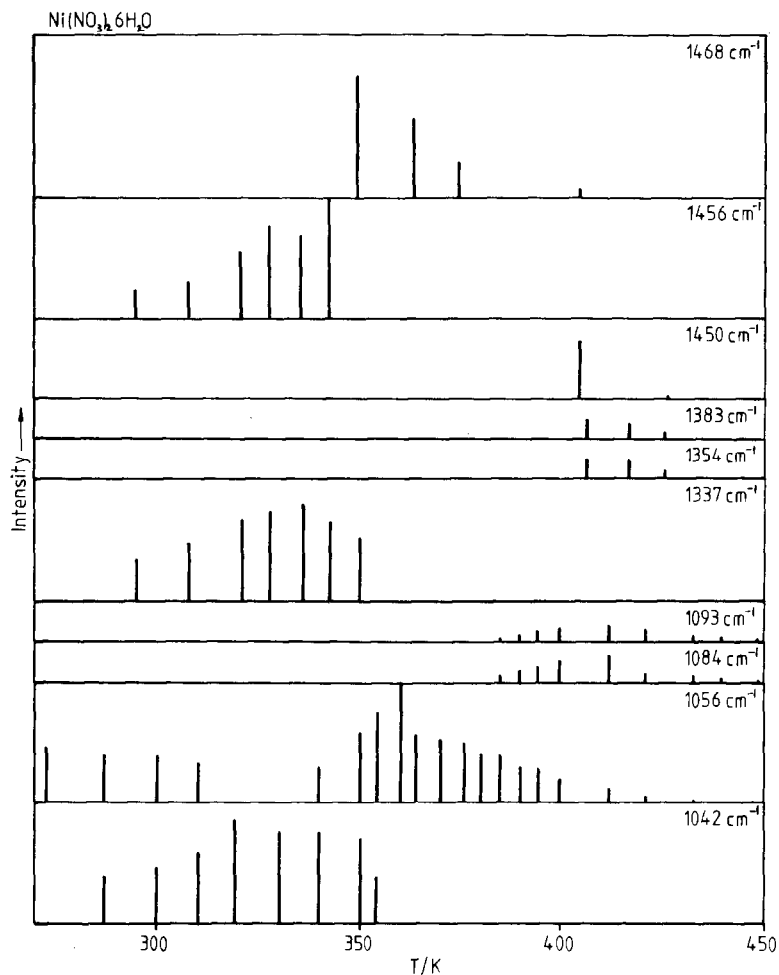 Ni(NO₃)₂ 6H₂O
1468 cm⁻¹
1456 cm⁻¹
1450 cm⁻¹
1383 cm⁻¹
1354 cm⁻¹
1337 cm⁻¹
1093 cm⁻¹
1084 cm⁻¹
1056 cm⁻¹
1042 cm⁻¹
Intensity →
300 350 400 450
T/K